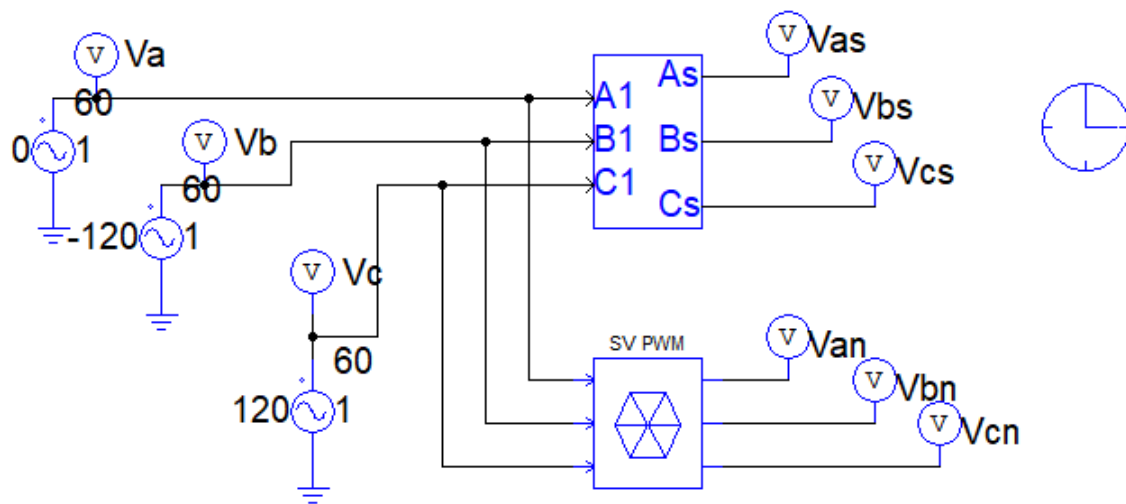 V Va
60
0 1
V Vb
60
-120 1
V Vc
60
120 1
A1 As
B1 Bs
C1 Cs
V Vas
V Vbs
V Vcs
SV PWM
V Van
V Vbn
V Vcn